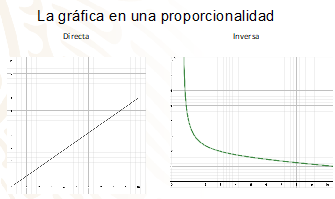 La gráfica en una proporcionalidad
Directa
Inversa